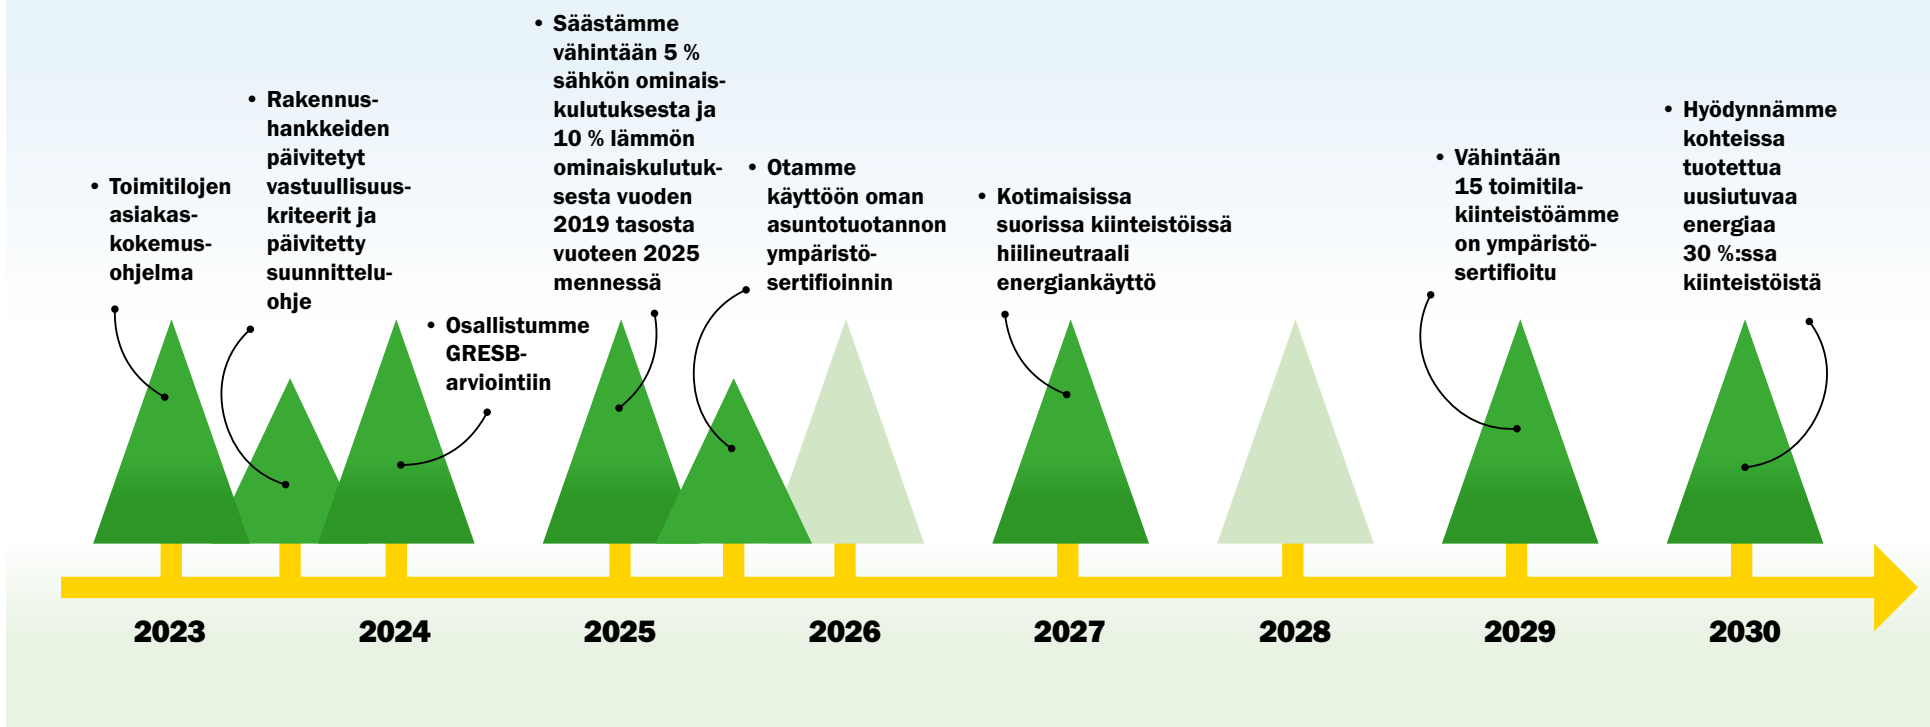 • Toimitilojen
asiakas-
kokemus-
ohjelma
• Rakennus-
hankkeiden
päivitetyt
vastuullisuus-
kriteerit ja
päivitetty
suunnittelu-
ohje
• Osallistumme
GRESB-
arviointiin
• Säästämme
vähintään 5 %
sähkön ominais-
kulutuksesta ja
10 % lämmön
ominaiskulutuk-
sesta vuoden
2019 tasosta
vuoteen 2025
mennessä
• Otamme
käyttöön oman
asuntotuotannon
ympäristö-
sertifioinnin
• Kotimaisissa
suorissa kiinteistöissä
hiilineutraali
energiankäyttö
• Vähintään
15 toimitila-
kiinteistöämme
on ympäristö-
sertifioitu
• Hyödynnämme
kohteissa
tuotettua
uusiutuvaa
energiaa
30 %:ssa
kiinteistöistä
2023
2024
2025
2026
2027
2028
2029
2030